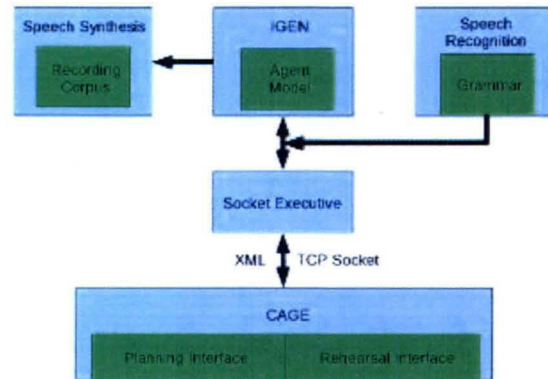 Speech Synthesis
Recording
Corpus
IGEN
Agent
Model
Speech
Recognition
Grammar
Socket Executive
XML
TCP Socket
CAGE
Planning Interface
Rehearsal Interface